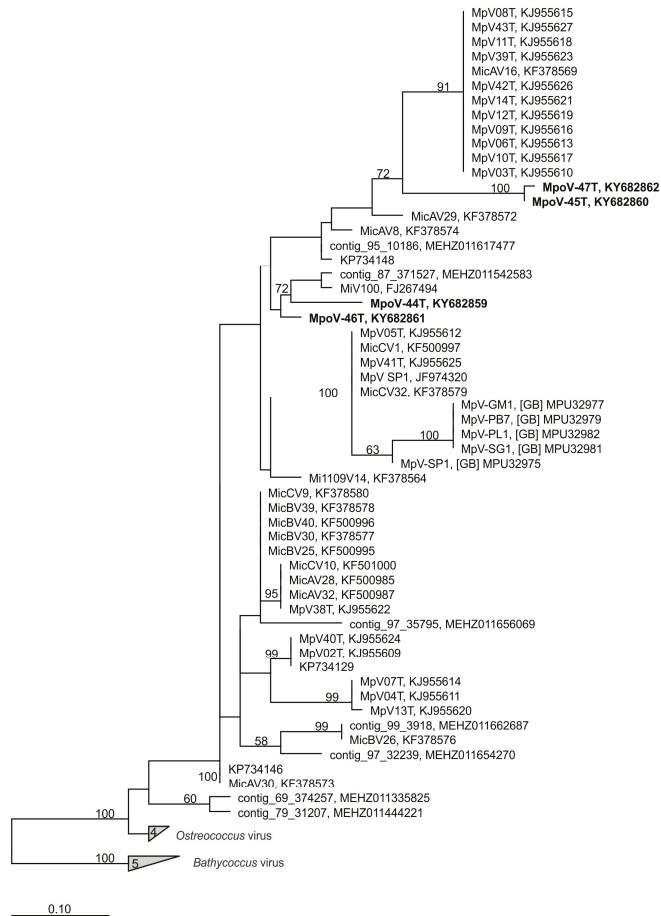 MpV08T, KJ955615
MpV43T, KJ955627
MpV11T, KJ955618
MpV39T, KJ955623
MicAV16, KF378569
91
MpV42T, KJ955626
MpV14T, KJ955621
MpV12T, KJ955619
MpV09T, KJ955616
MpV06T, KJ955613
MpV10T, KJ955617
MpV03T, KJ955610
72
100
MpoV-47T, KY682862
MpoV-45T, KY682860
MicAV29, KF378572
MicAV8, KF378574
contig_95_10186, MEHZ011617477
KP734148
contig_87_371527, MEHZ011542583
72
MiV100, FJ267494
MpoV-44T, KY682859
MpoV-46T, KY682861
MpV05T, KJ955612
MicCV1, KF500997
MpV41T, KJ955625
MpV SP1, JF974320
100
MicCV32, KF378579
MpV-GM1, [GB] MPU32977
MpV-PB7, [GB] MPU32979
100
MpV-PL1, [GB] MPU32982
63
MpV-SG1, [GB] MPU32981
MpV-SP1, [GB] MPU32975
Mi1109V14, KF378564
MicCV9, KF378580
MicBV39, KF378578
MicBV40, KF500996
MicBV30, KF378577
MicBV25, KF500995
MicCV10, KF501000
MicAV28, KF500985
95
MicAV32, KF500987
MpV38T, KJ955622
contig_97_35795, MEHZ011656069
MpV40T, KJ955624
99
MpV02T, KJ955609
KP734129
MpV07T, KJ955614
99
MpV04T, KJ955611
MpV13T, KJ955620
99
contig_99_3918, MEHZ011662687
58
MicBV26, KF378576
contig_97_32239, MEHZ011654270
KP734146
100
MicAV30, KF378573
60
contig_69_374257, MEHZ011335825
contig_79_31207, MEHZ011444221
100
4
Ostreococcus virus
100
5
Bathycoccus virus
0.10